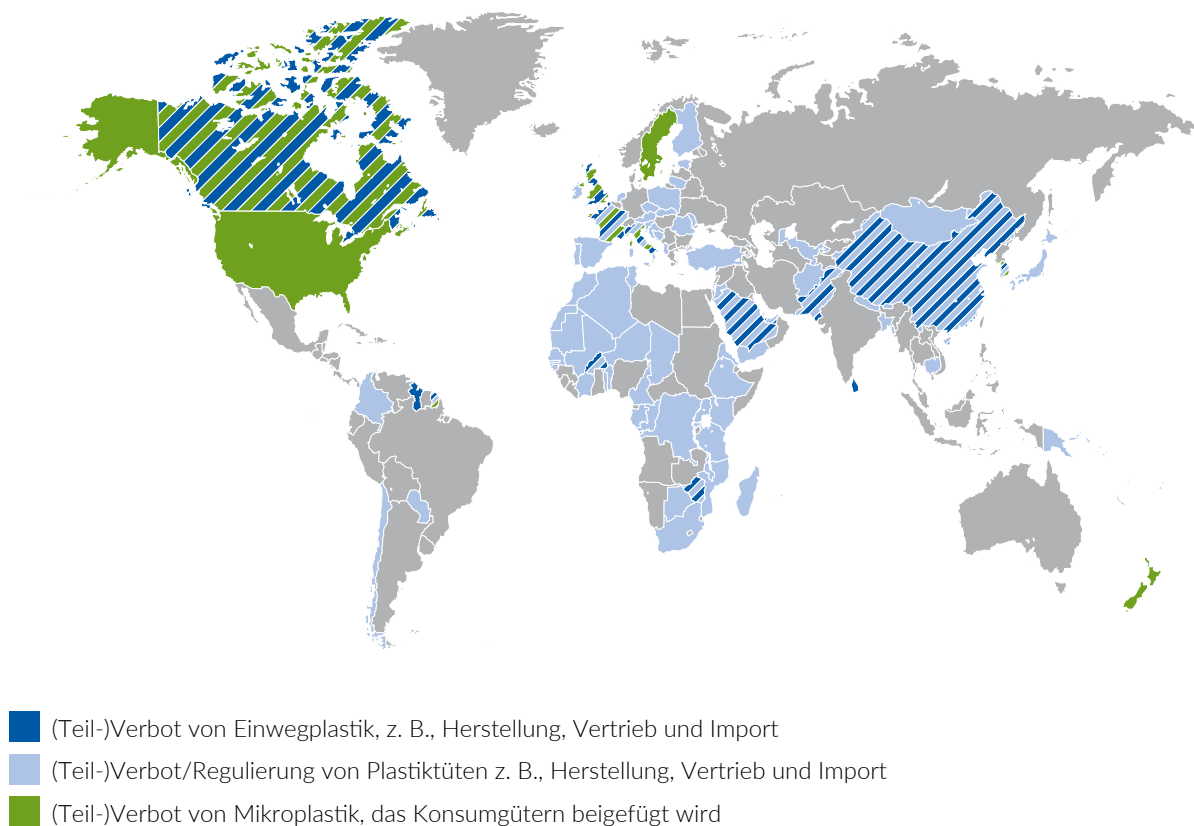 (Teil-)Verbot von Einwegplastik, z. B., Herstellung, Vertrieb und Import
(Teil-)Verbot/Regulierung von Plastiktüten z. B., Herstellung, Vertrieb und Import
(Teil-)Verbot von Mikroplastik, das Konsumgütern beigefügt wird